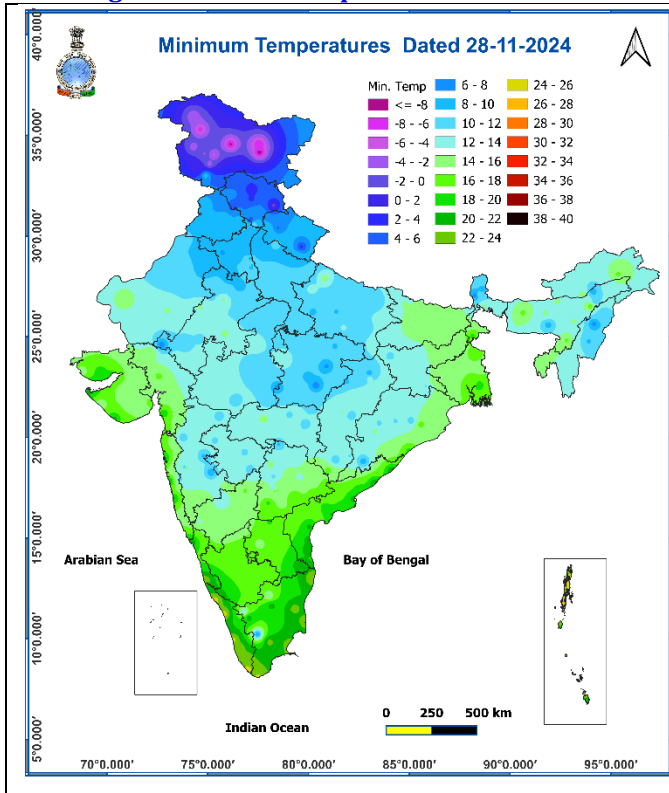 Minimum Temperatures Dated 28-11-2024
Min. Temp
<= -8
-8 - -6
-6 - -4
-4 - -2
-2 - 0
0 - 2
2 - 4
4 - 6
6 - 8
8 - 10
10 - 12
12 - 14
14 - 16
16 - 18
18 - 20
20 - 22
22 - 24
24 - 26
26 - 28
28 - 30
30 - 32
32 - 34
34 - 36
36 - 38
38 - 40
40°0.000'
35°0.000'
30°0.000'
25°0.000'
20°0.000'
15°0.000'
10°0.000'
5°0.000'
Arabian Sea
Bay of Bengal
Indian Ocean
0 250 500 km
70°0.000' 75°0.000' 80°0.000' 85°0.000' 90°0.000' 95°0.000'